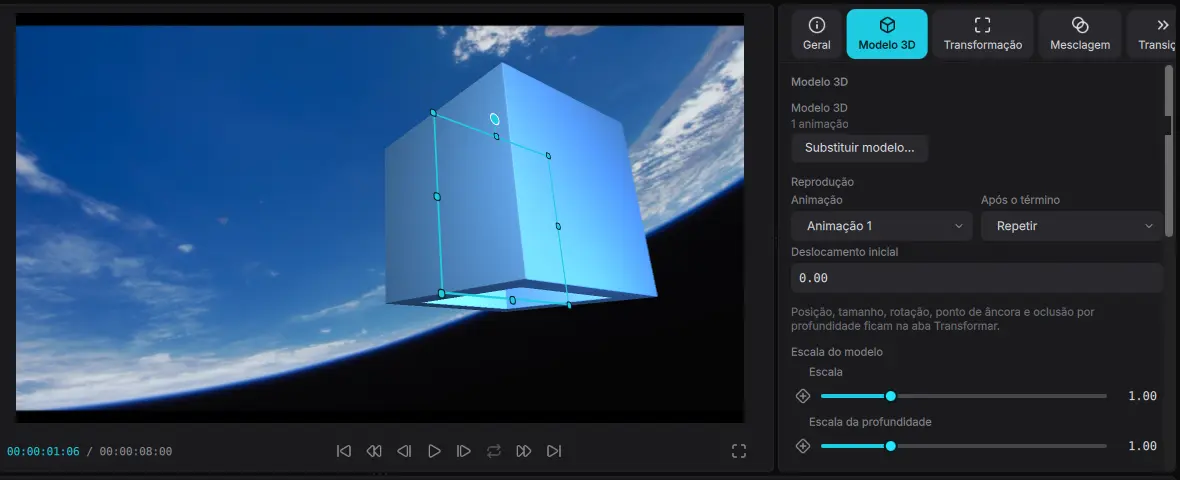 Geral
Modelo 3D
Transformação
Mesclagem
Transiç
Modelo 3D
Modelo 3D
1 animação
Substituir modelo...
Reprodução
Animação
Após o término
Animação 1
Repetir
Deslocamento inicial
0.00
Posição, tamanho, rotação, ponto de âncora e oclusão por
profundidade ficam na aba Transformar.
Escala do modelo
Escala
1.00
Escala da profundidade
1.00
00:00:01:06 / 00:00:08:00